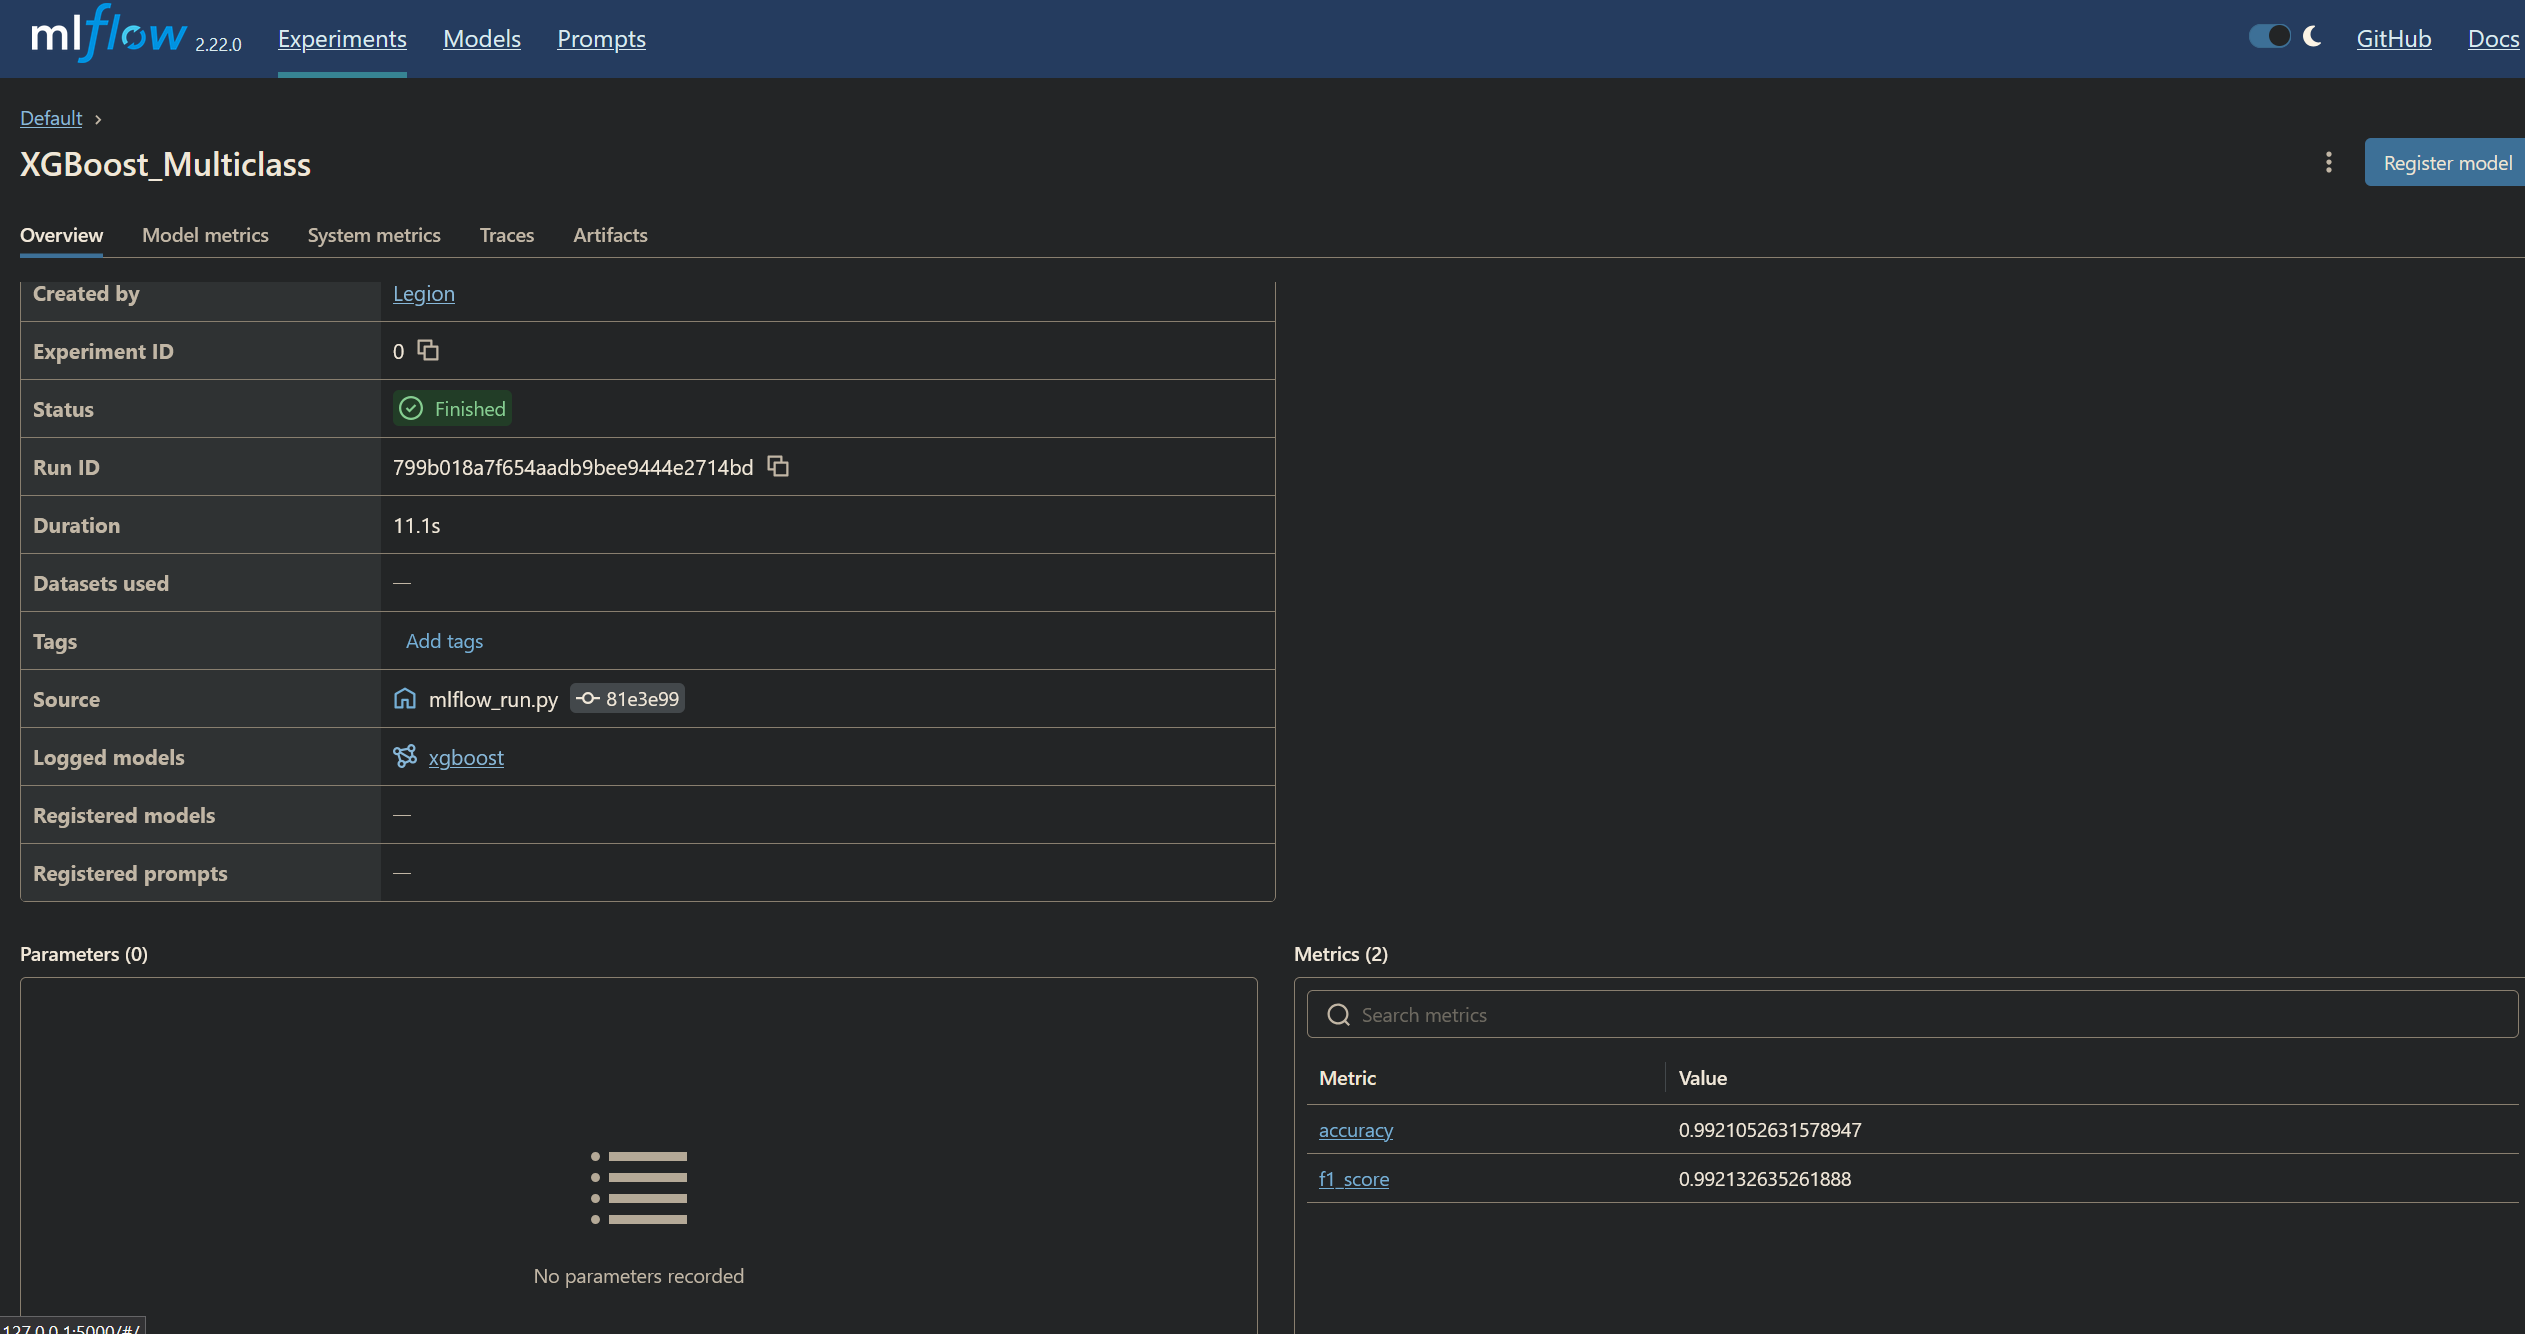 mlflow 2.22.0 Experiments Models Prompts GitHub Docs
Default ›
XGBoost_Multiclass
Register model
Overview Model metrics System metrics Traces Artifacts
Created by Legion
Experiment ID 0
Status Finished
Run ID 799b018a7f654aadb9bee9444e2714bd
Duration 11.1s
Datasets used —
Tags Add tags
Source mlflow_run.py 81e3e99
Logged models xgboost
Registered models —
Registered prompts —
Parameters (0)
No parameters recorded
Metrics (2)
Search metrics
Metric Value
accuracy 0.9921052631578947
f1_score 0.992132635261888
127.0.0.1:5000/#/